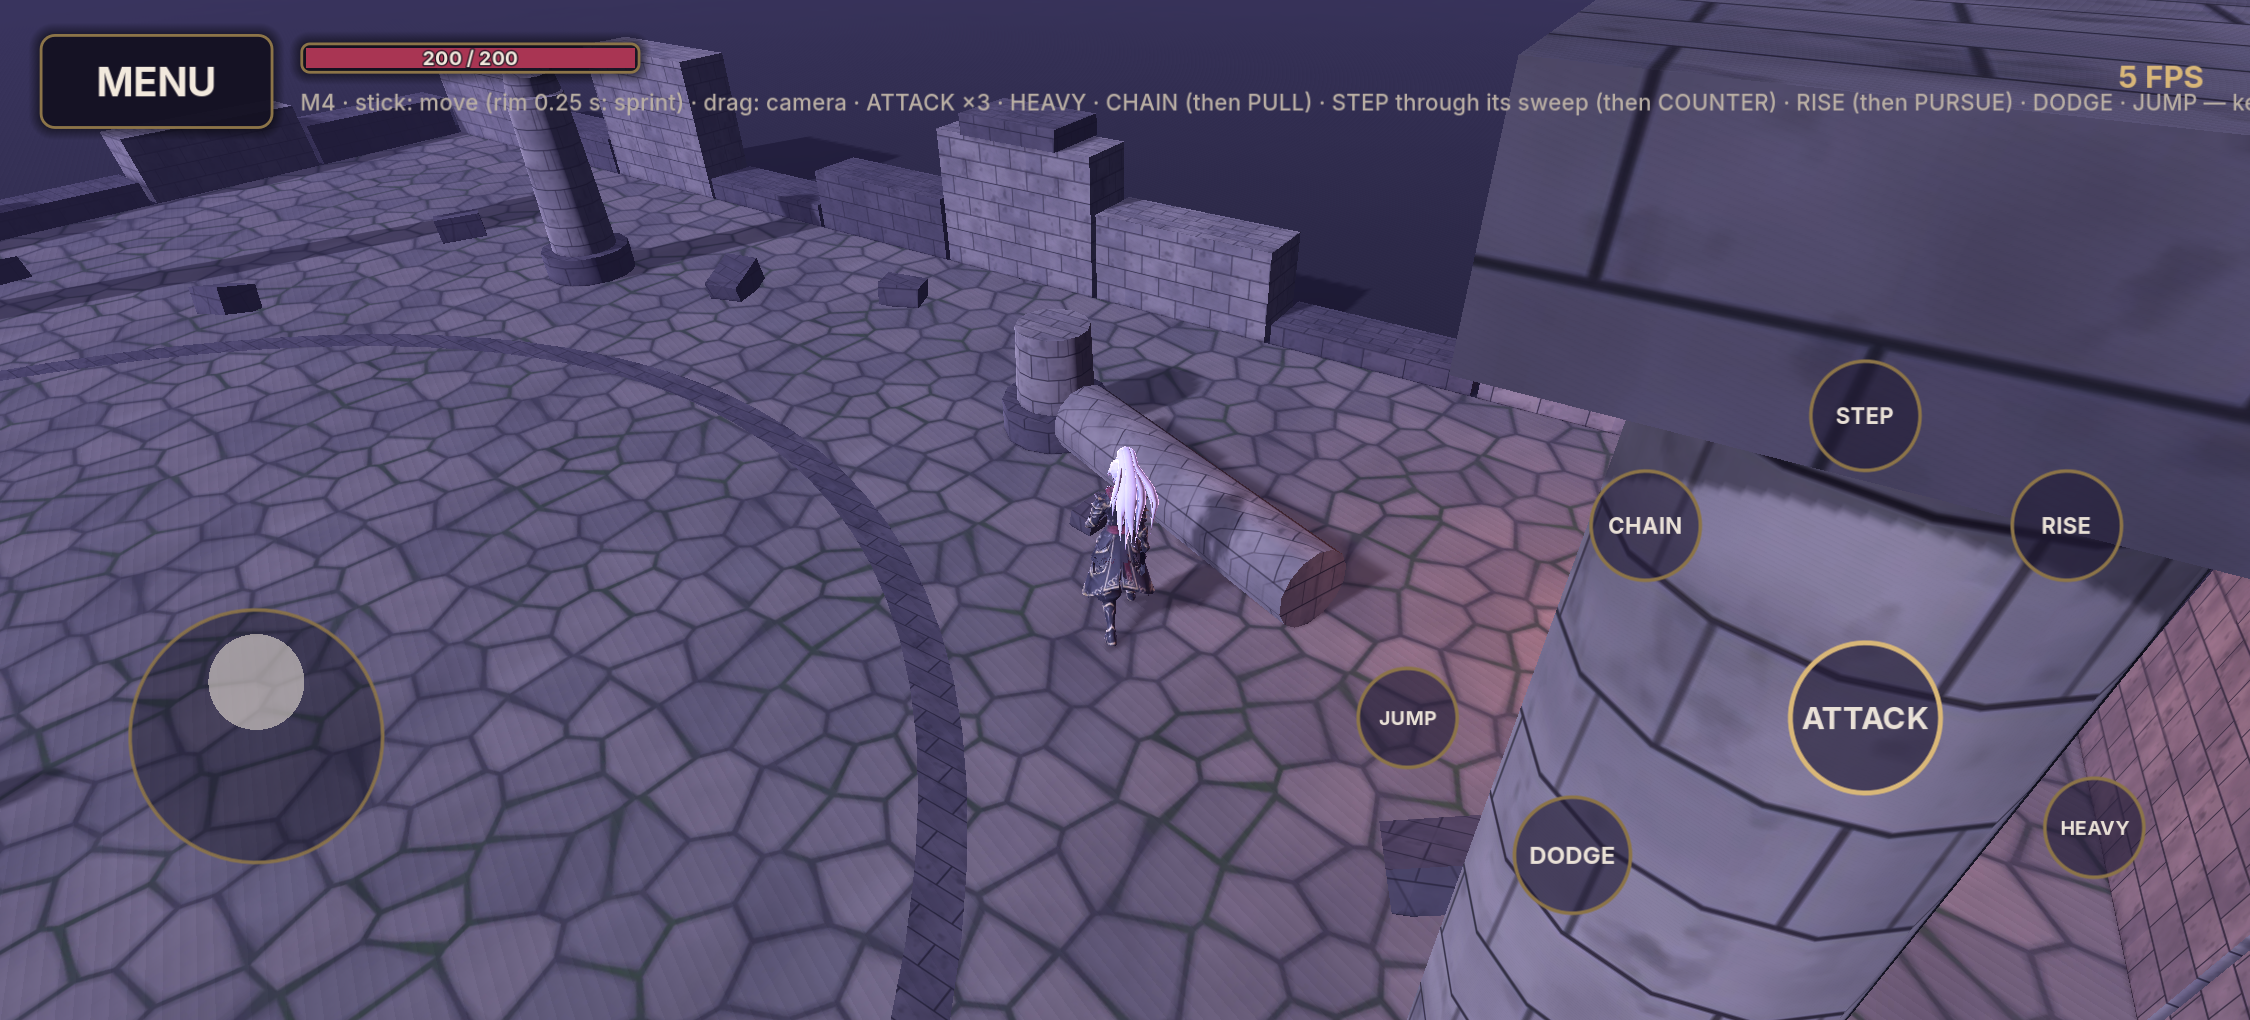 MENU
200 / 200
5 FPS
M4 · stick: move (rim 0.25 s: sprint) · drag: camera · ATTACK ×3 · HEAVY · CHAIN (then PULL) · STEP through its sweep (then COUNTER) · RISE (then PURSUE) · DODGE · JUMP —
STEP
CHAIN
RISE
JUMP
ATTACK
HEAVY
DODGE